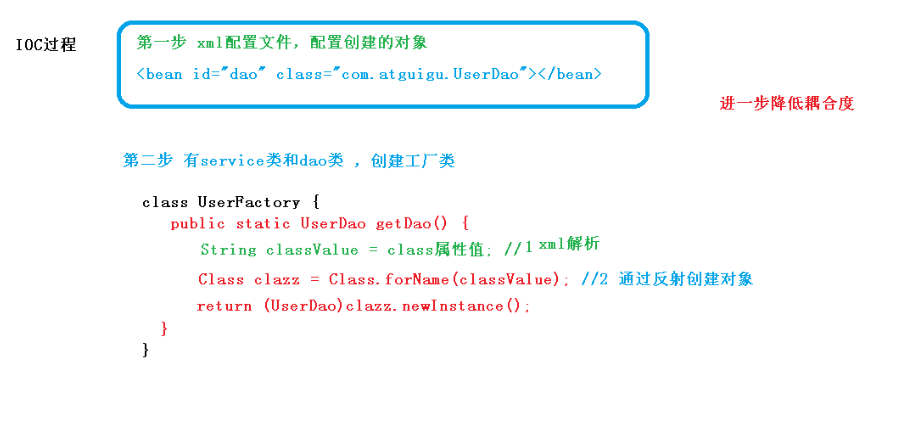 IOC过程
第一步 xml配置文件，配置创建的对象
<bean id="dao" class="com.atguigu.UserDao"></bean>
进一步降低耦合度
第二步 有service类和dao类 ，创建工厂类
class UserFactory {
public static UserDao getDao() {
String classValue = class属性值; //1 xml解析
Class clazz = Class.forName(classValue); //2 通过反射创建对象
return (UserDao)clazz.newInstance();
}
}